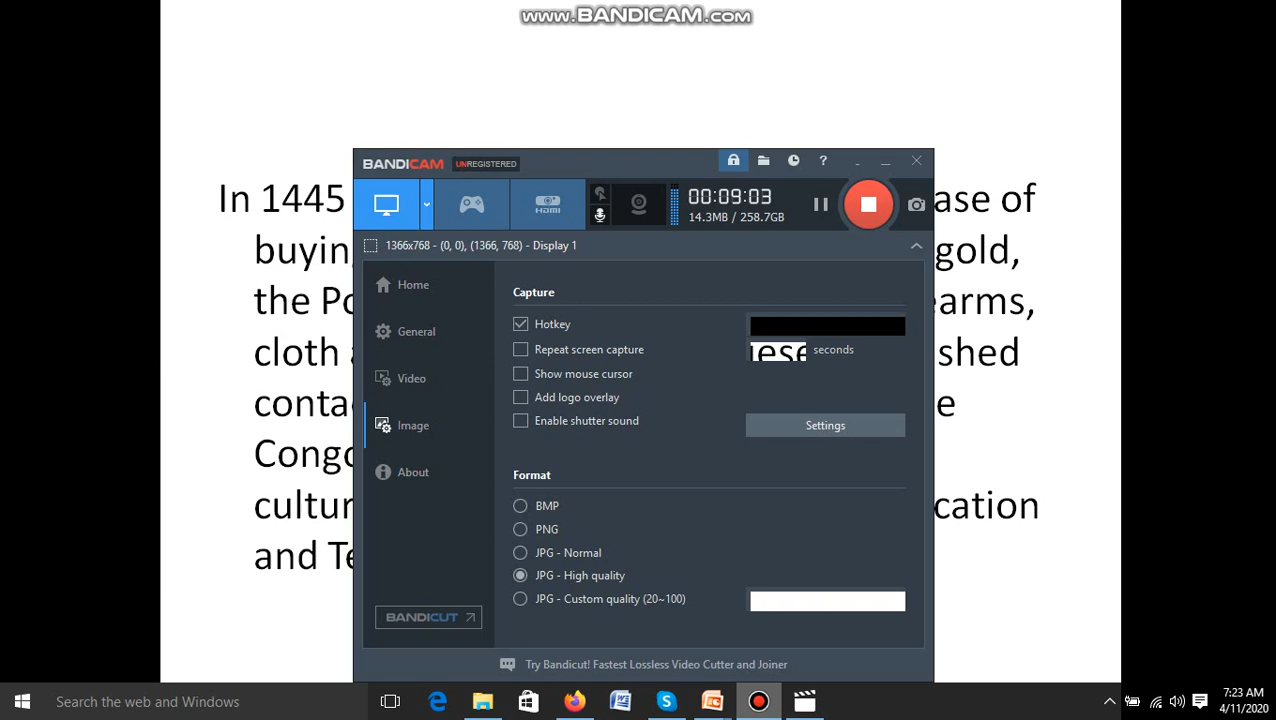 www.BANDICAM.com
In 1445
ase of
buying
gold,
the Po
earms,
cloth
shed
conta
e
Congo
cultur
cation
and Te
BANDICAM UNREGISTERED
?
HDMI
00:09:03
14.3MB / 258.7GB
1366x768 - (0, 0), (1366, 768) - Display 1
Home
General
Video
Image
About
BANDICUT
Capture
Hotkey
Repeat screen capture
uese
seconds
Show mouse cursor
Add logo overlay
Enable shutter sound
Settings
Format
BMP
PNG
JPG - Normal
JPG - High quality
JPG - Custom quality (20~100)
Try Bandicut! Fastest Lossless Video Cutter and Joiner
Search the web and Windows
7:23 AM
4/11/2020